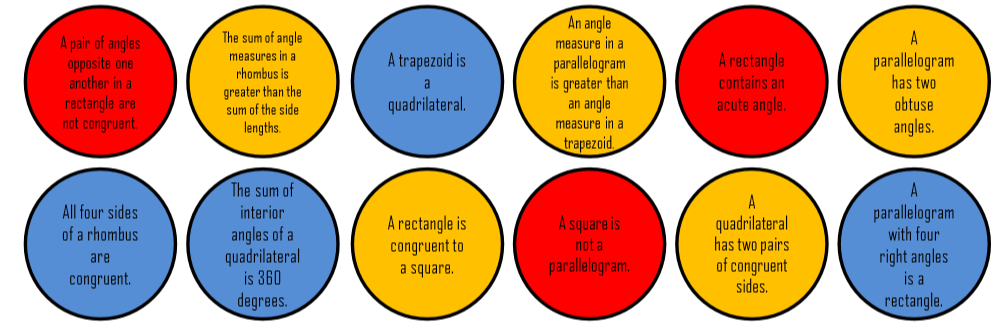 A pair of angles
opposite one
another in a
rectangle are
not congruent.
The sum of angle
measures in a
rhombus is
greater than the
sum of the side
lengths.
A trapezoid is
a
quadrilateral.
An angle
measure in a
parallelogram
is greater than
an angle
measure in a
trapezoid.
A rectangle
contains an
acute angle.
A
parallelogram
has two
obtuse
angles.
All four sides
of a rhombus
are
congruent.
The sum of
interior
angles of a
quadrilateral
is 360
degrees.
A rectangle is
congruent to
a square.
A square is
not a
parallelogram.
A
quadrilateral
has two pairs
of congruent
sides.
A
parallelogram
with four
right angles
is a
rectangle.